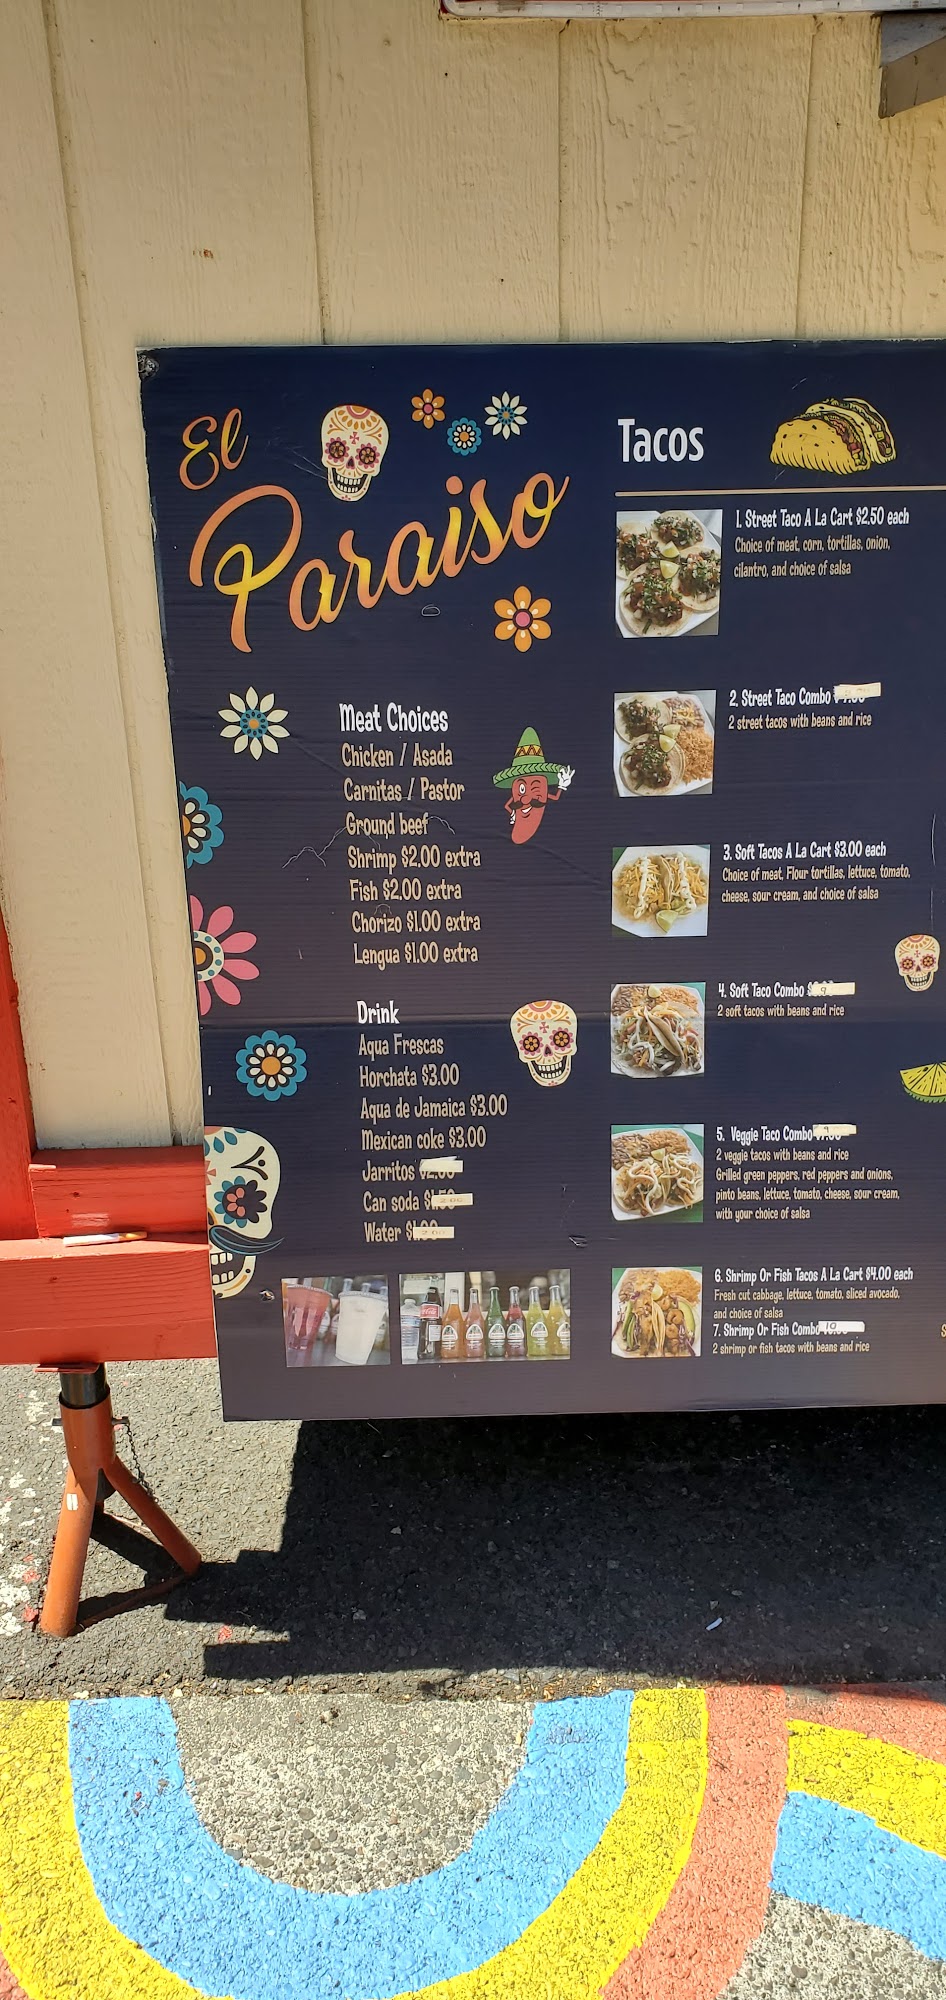 El
Paraiso
Meat Choices
Chicken / Asada
Carnitas / Pastor
Ground beef
Shrimp $2.00 extra
Fish $2.00 extra
Chorizo $1.00 extra
Lengua $1.00 extra
Drink
Aqua Frescas
Horchata $3.00
Aqua de Jamaica $3.00
Mexican coke $3.00
Jarritos
Can soda 2.00
Water 2.00
Tacos
1. Street Taco A La Cart $2.50 each
Choice of meat, corn, tortillas, onion,
cilantro, and choice of salsa
2. Street Taco Combo
2 street tacos with beans and rice
3. Soft Tacos A La Cart $3.00 each
Choice of meat, Flour tortillas, lettuce, tomato,
cheese, sour cream, and choice of salsa
4. Soft Taco Combo
2 soft tacos with beans and rice
5. Veggie Taco Combo
2 veggie tacos with beans and rice
Grilled green peppers, red peppers and onions,
pinto beans, lettuce, tomato, cheese, sour cream,
with your choice of salsa
6. Shrimp Or Fish Tacos A La Cart $4.00 each
Fresh cut cabbage, lettuce, tomato, sliced avocado,
and choice of salsa
7. Shrimp Or Fish Combo 10
2 shrimp or fish tacos with beans and rice